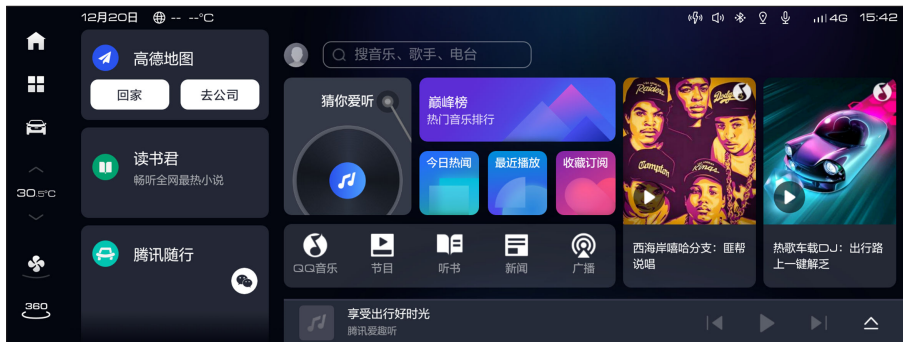 12月20日 -- --°C
4G 15:42
高德地图
回家 去公司
读书君
畅听全网最热小说
腾讯随行
30.5°C
360
搜音乐、歌手、电台
猜你爱听
巅峰榜
热门音乐排行
今日热闻 最近播放 收藏订阅
QQ音乐 节目 听书 新闻 广播
Raiders
Dodgers
Compton
Kings
西海岸嘻哈分支：匪帮
说唱
热歌车载DJ：出行路
上一键解乏
享受出行好时光
腾讯爱趣听